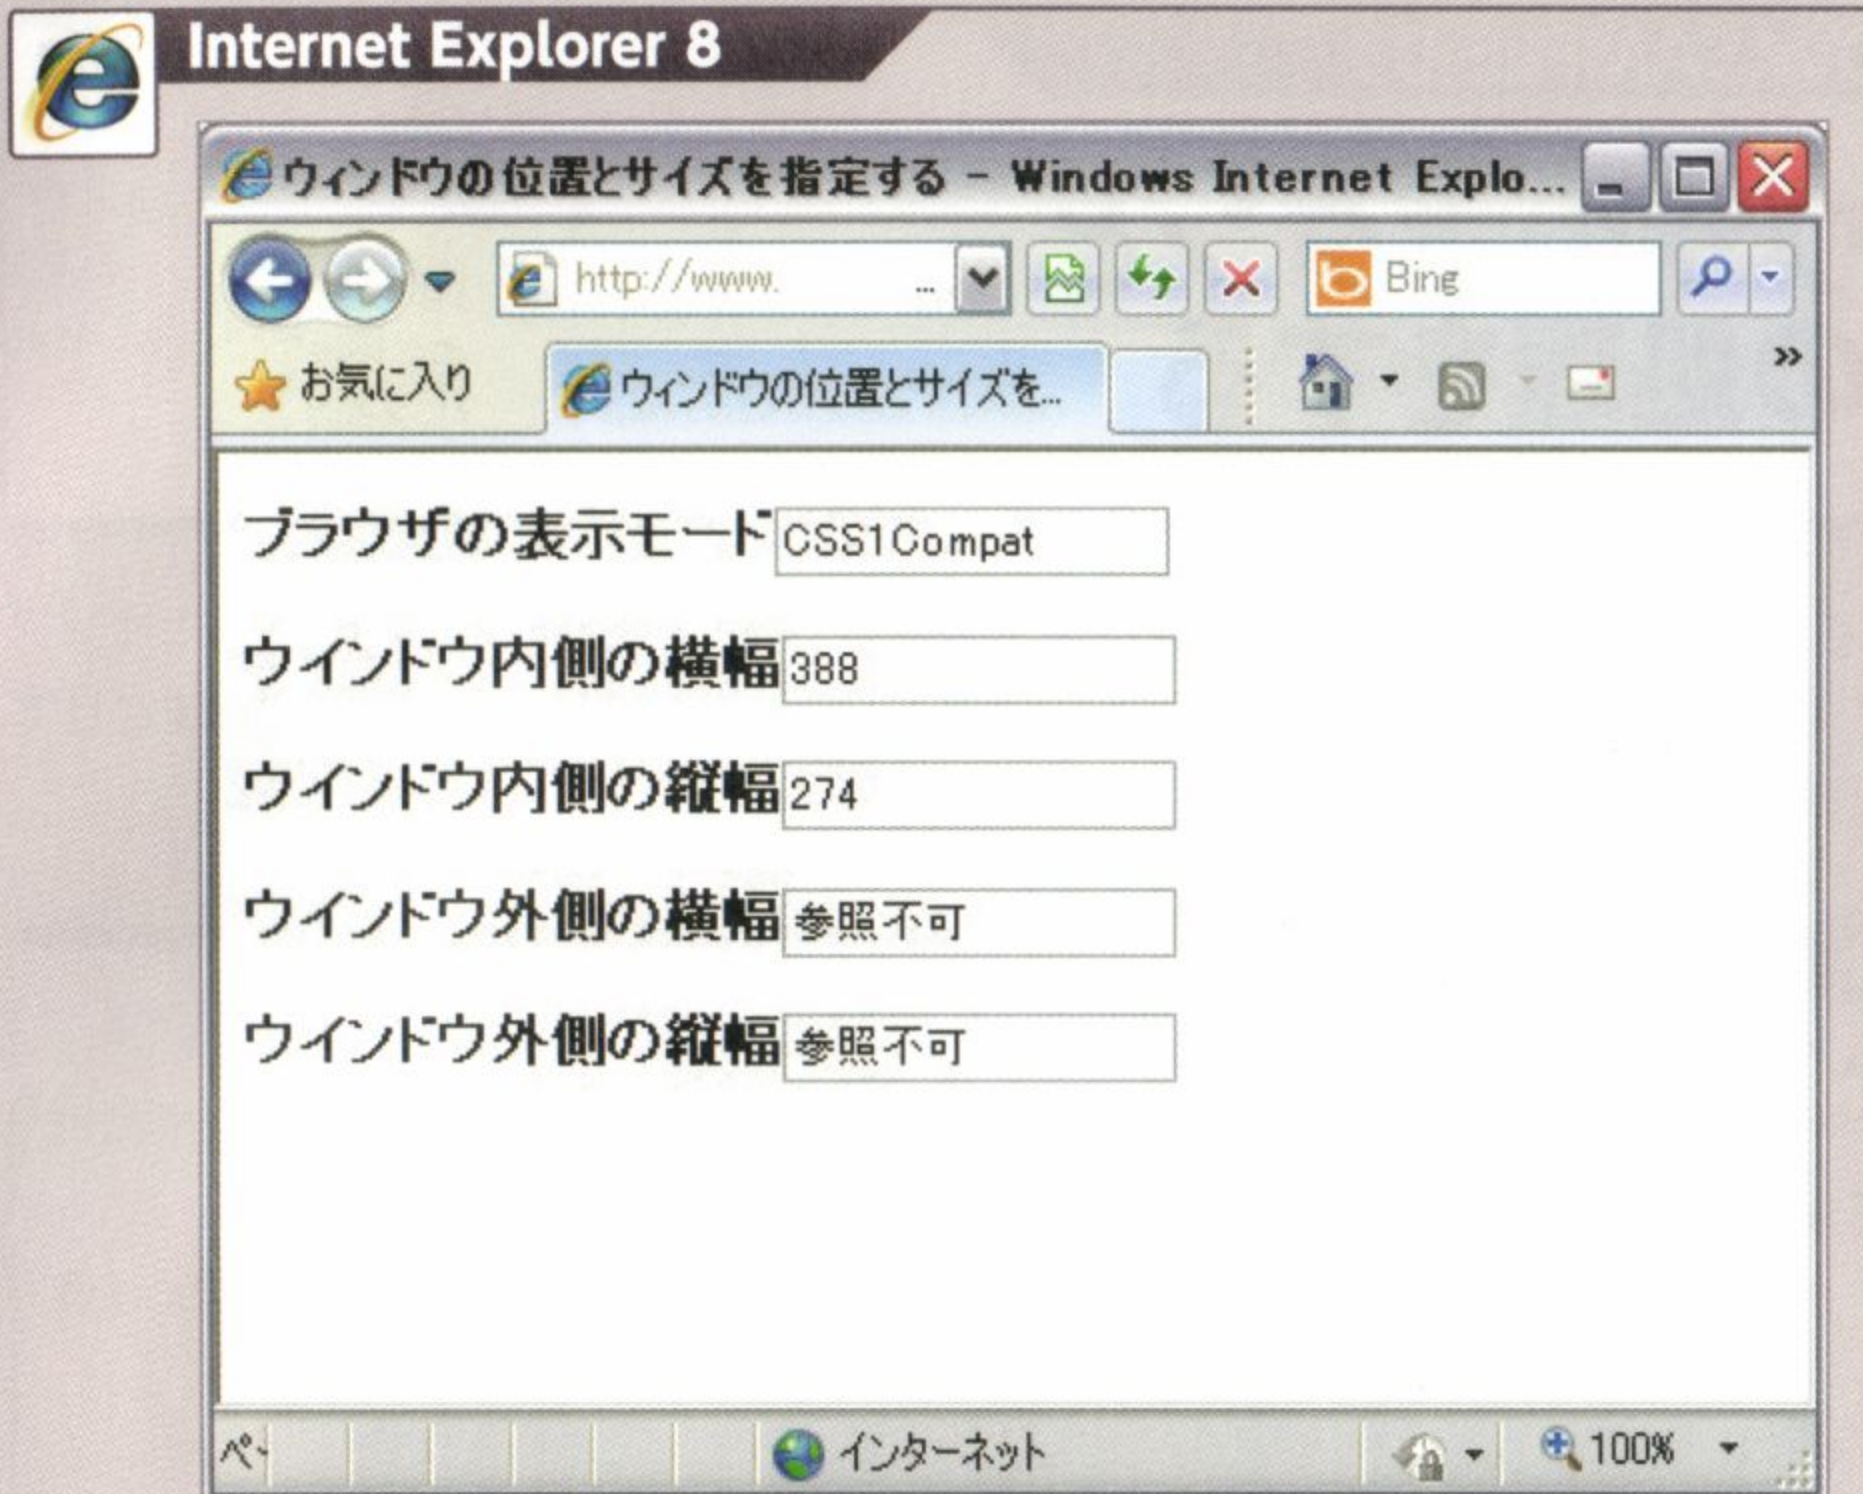 Internet Explorer 8
ウィンドウの位置とサイズを指定する - Windows Internet Explo...
http://www. ...
Bing
お気に入り
ウィンドウの位置とサイズを...
ブラウザの表示モード CSS1Compat
ウインドウ内側の横幅 388
ウインドウ内側の縦幅 274
ウインドウ外側の横幅 参照不可
ウインドウ外側の縦幅 参照不可
インターネット
100%